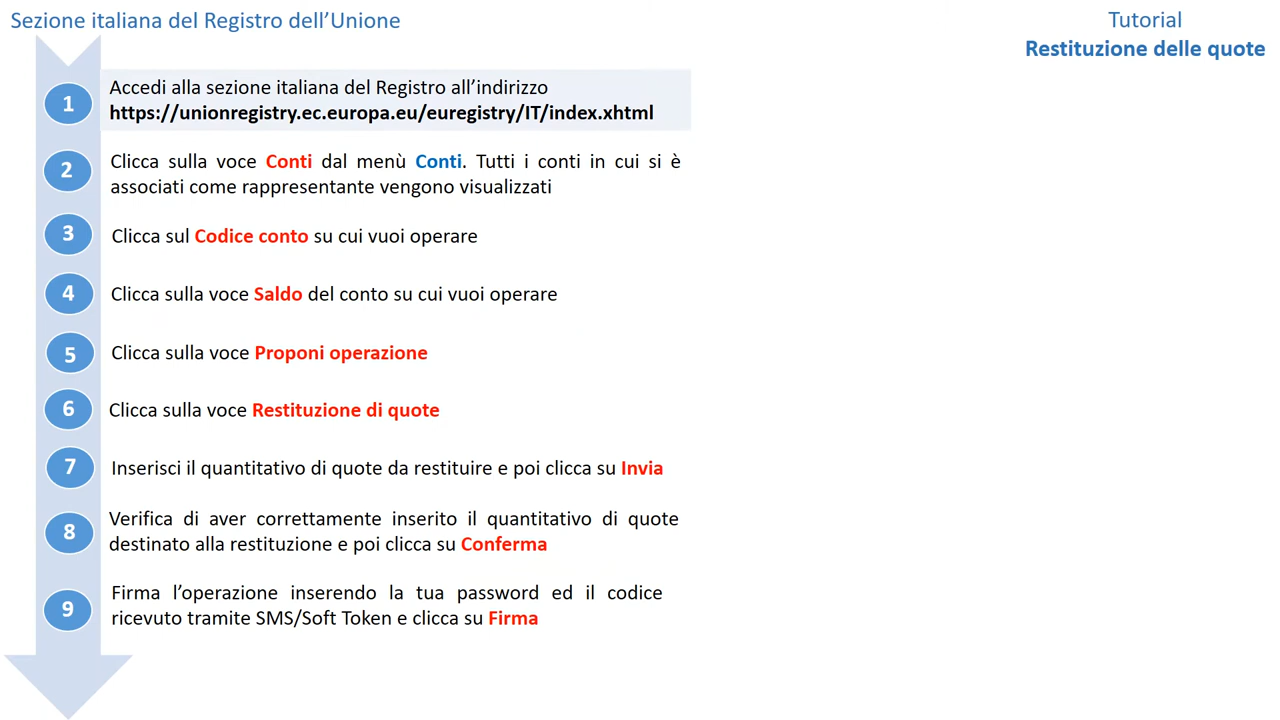 Sezione italiana del Registro dell’Unione
Tutorial
Restituzione delle quote
1
Accedi alla sezione italiana del Registro all’indirizzo
https://unionregistry.ec.europa.eu/euregistry/IT/index.xhtml
2
Clicca sulla voce Conti dal menù Conti. Tutti i conti in cui si è
associati come rappresentante vengono visualizzati
3
Clicca sul Codice conto su cui vuoi operare
4
Clicca sulla voce Saldo del conto su cui vuoi operare
5
Clicca sulla voce Proponi operazione
6
Clicca sulla voce Restituzione di quote
7
Inserisci il quantitativo di quote da restituire e poi clicca su Invia
8
Verifica di aver correttamente inserito il quantitativo di quote
destinato alla restituzione e poi clicca su Conferma
9
Firma l’operazione inserendo la tua password ed il codice
ricevuto tramite SMS/Soft Token e clicca su Firma